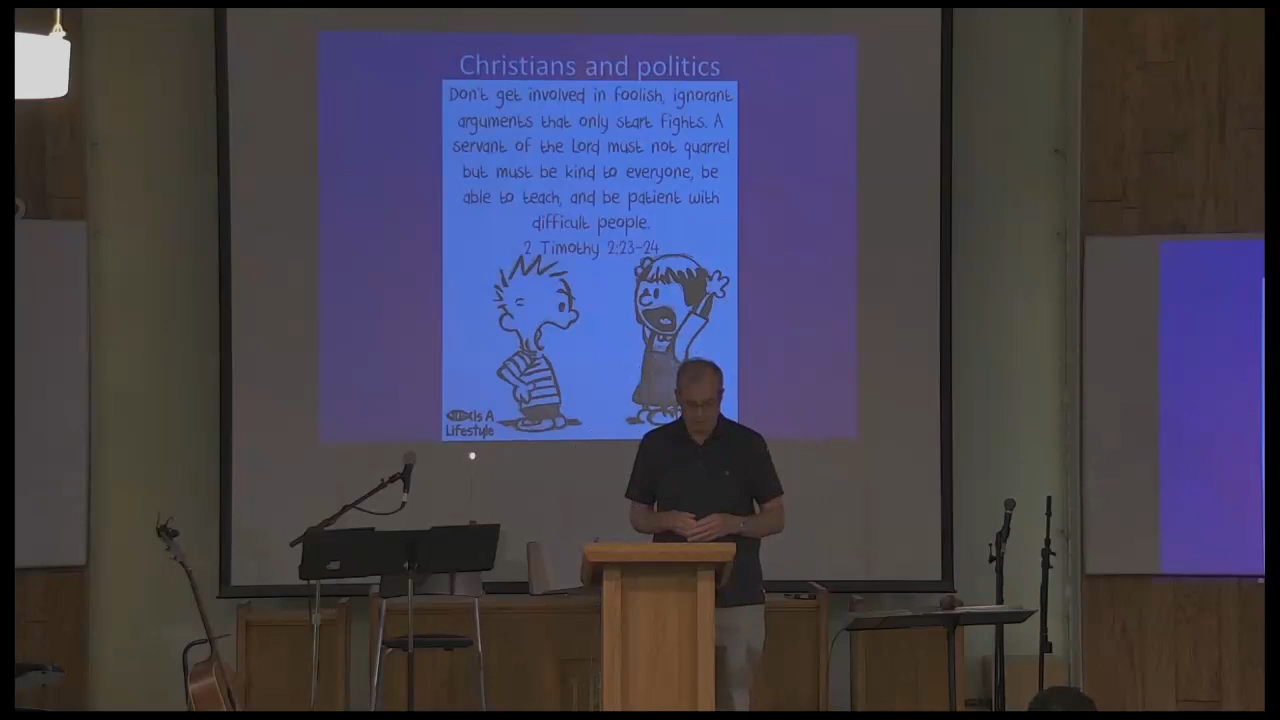 Christians and politics
Don't get involved in foolish, ignorant
arguments that only start fights. A
servant of the Lord must not quarrel
but must be kind to everyone, be
able to teach, and be patient with
difficult people.
2 Timothy 2:23-24
Is A
Lifestyle